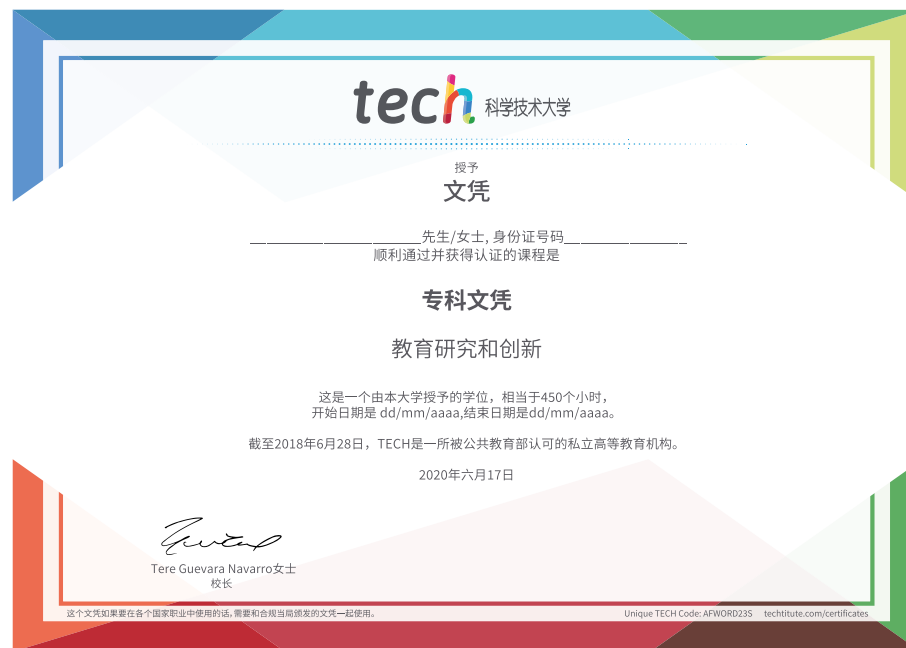 tech 科学技术大学
授予
文凭
______________________先生/女士, 身份证号码________________
顺利通过并获得认证的课程是
专科文凭
教育研究和创新
这是一个由本大学授予的学位，相当于450个小时，
开始日期是 dd/mm/aaaa,结束日期是dd/mm/aaaa。
截至2018年6月28日，TECH是一所被公共教育部认可的私立高等教育机构。
2020年六月17日
Tere Guevara Navarro女士
校长
这个文凭如果要在各个国家职业中使用的话,需要和合规当局颁发的文凭一起使用。
Unique TECH Code: AFWORD23S techtitute.com/certificates